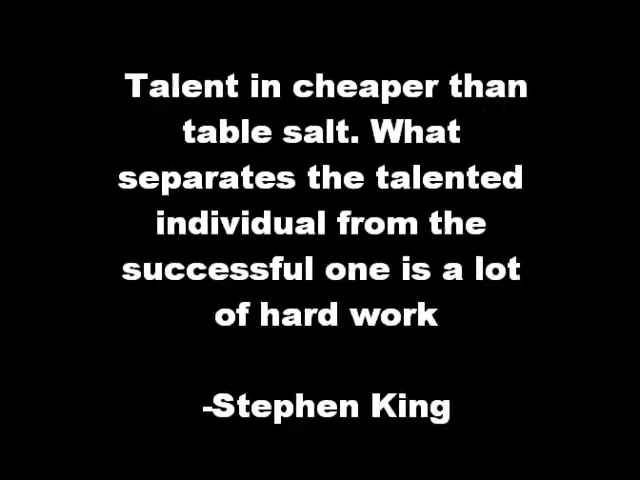 Talent in cheaper than
table salt. What
separates the talented
individual from the
successful one is a lot
of hard work
-Stephen King